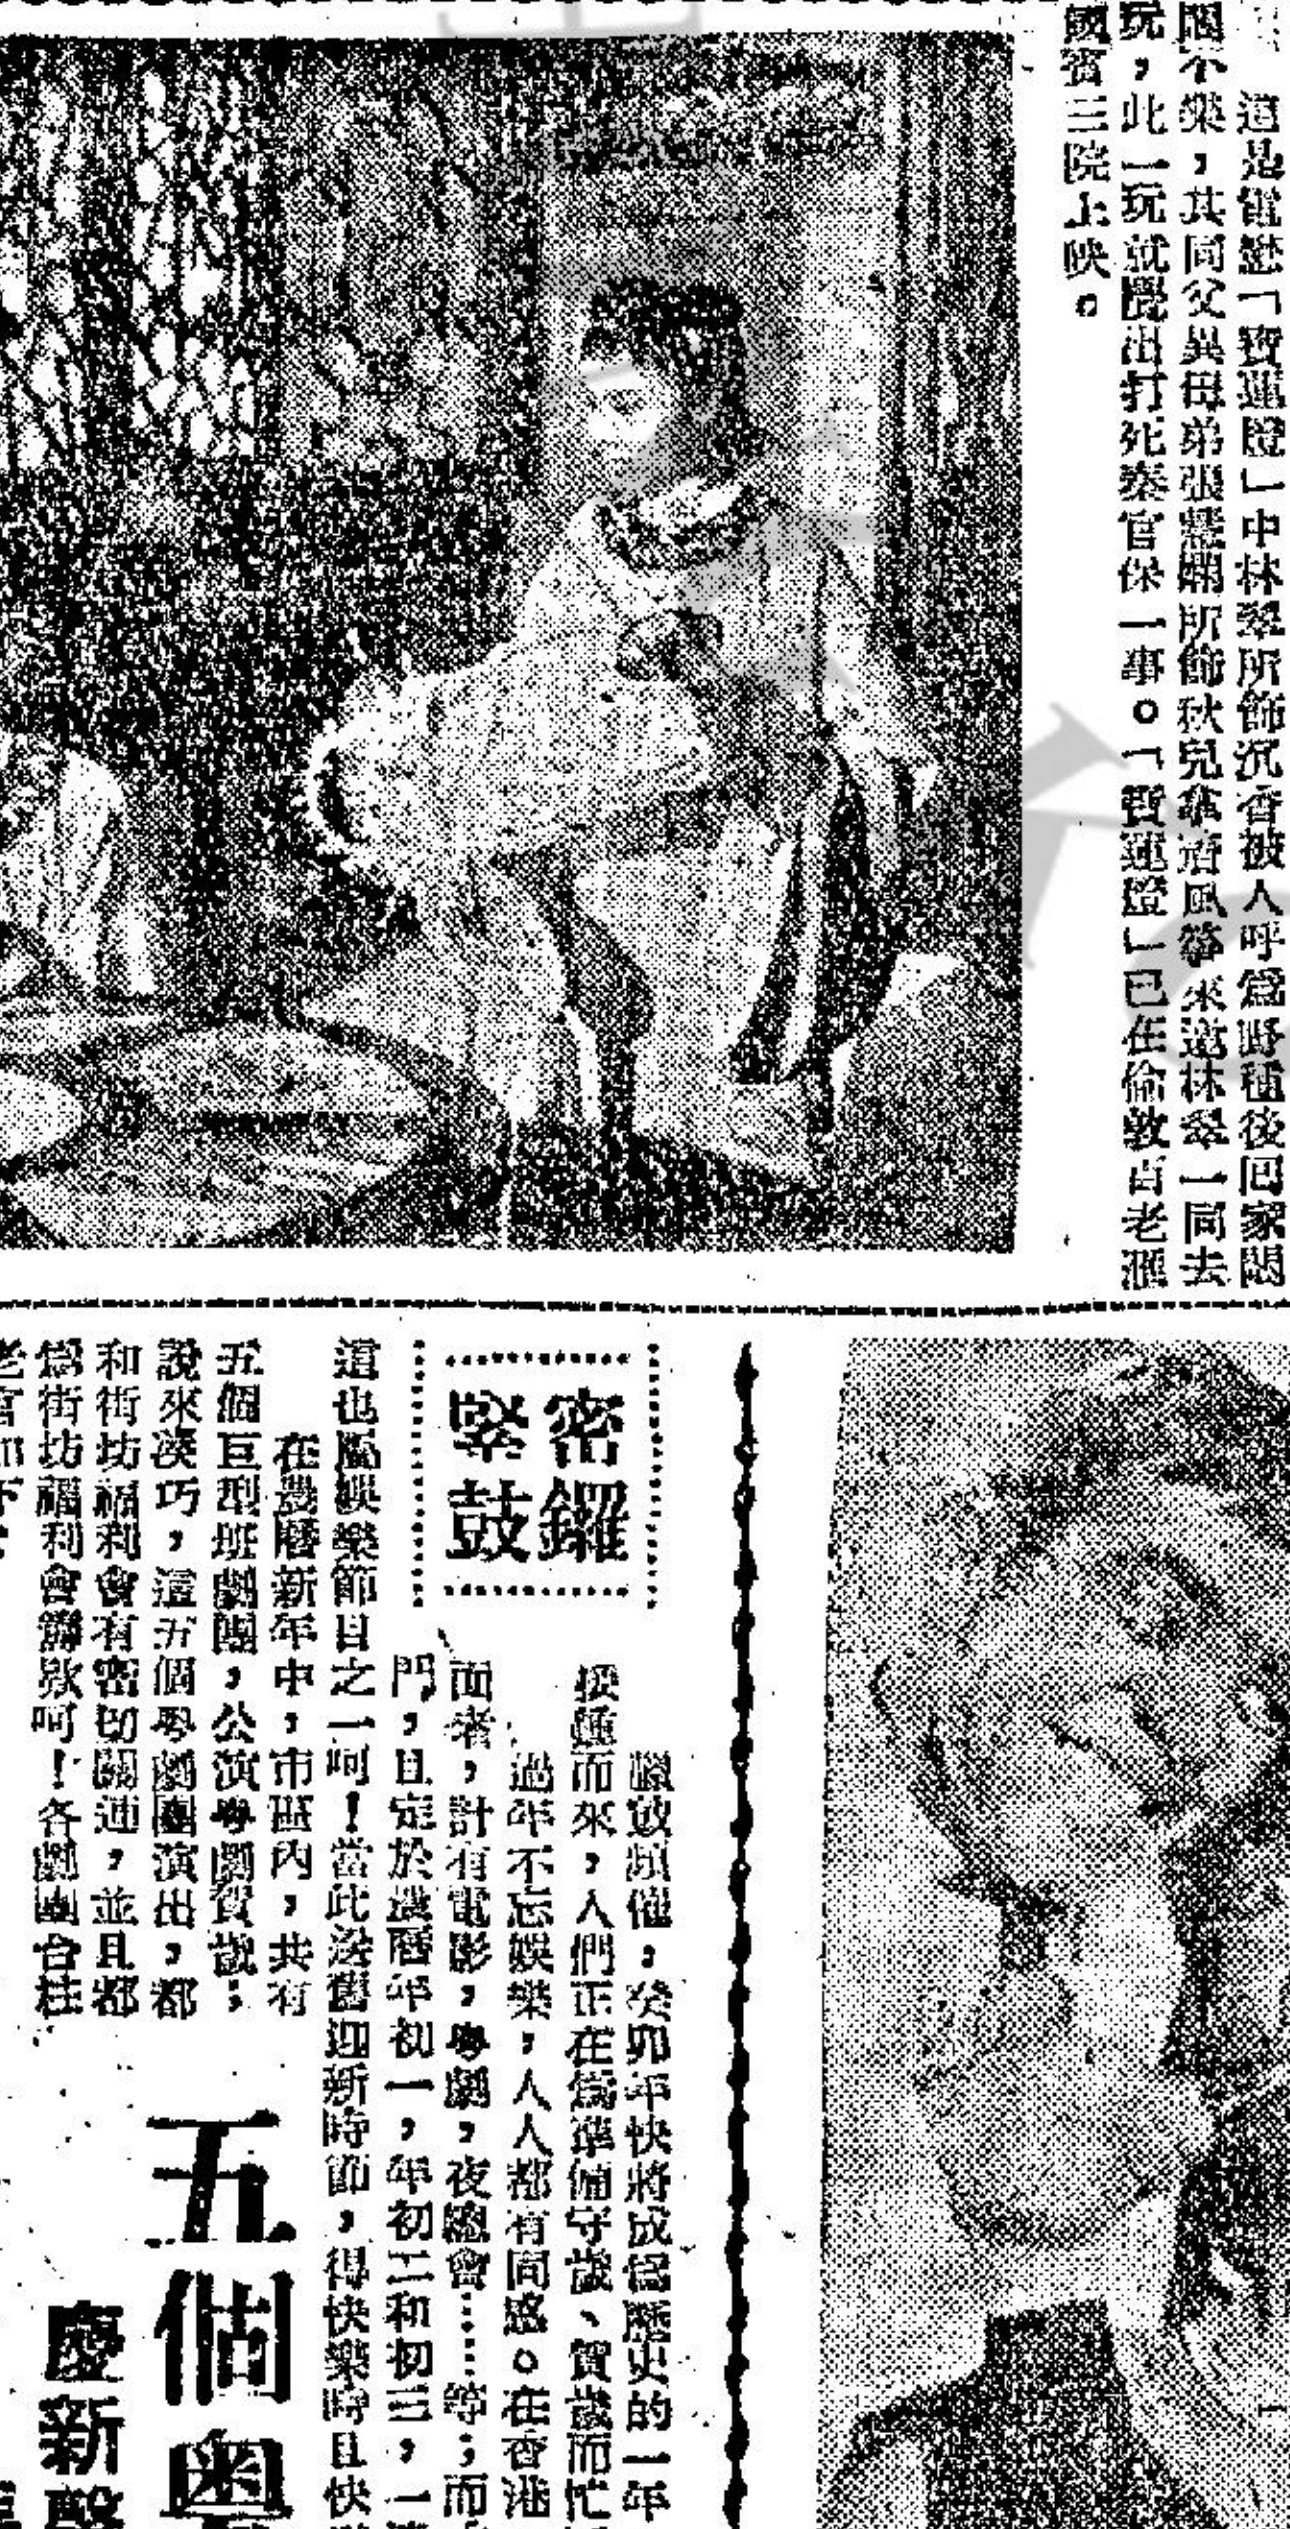 這是電懋「寶蓮燈」中林翠所飾沉香被人呼爲野種後回家悶
悶不樂,其同父異母弟張慧嫻所飾秋兒拿着風箏來邀林翠一同去
玩,此一玩就闖出打死秦官保一事。「寶蓮燈」已在倫敦百老滙
國賓三院上映。
密鑼
緊鼓
臘鼓頻催,癸卯年快將成爲歷史的一年
接踵而來,人們正在爲準備守歲、賀歲而忙
過年不忘娛樂,人人都有同感。在香港
面者,計有電影,粵劇,夜總會……等;而
門,且定於農曆年初一,年初二和初三,一
這也屬娛樂節目之一呵!當此送舊迎新時節,得快樂時且快
在農曆新年中,市區內,共有
五個巨型班劇團,公演粵劇賀歲;
說來湊巧,這五個粵劇團演出,都
和街坊福利會有密切關連,並且都
爲街坊福利會籌款呵!各劇團台柱
老倌如下:
五個粵
慶新